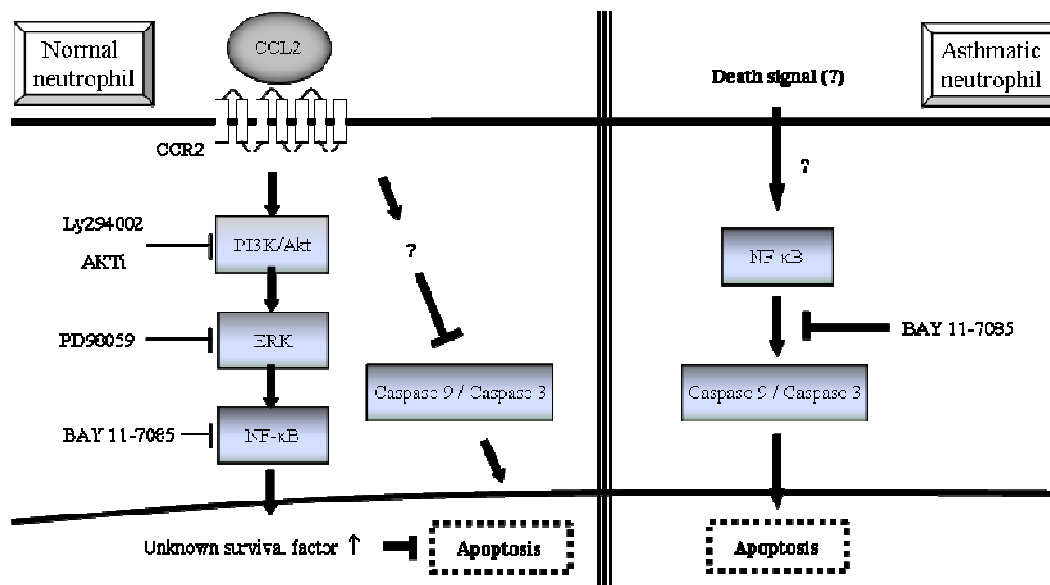 Normal
neutrophil
CCL2
CCR2
Ly294002
AKTi
PI3K/Akt
?
PD98059
ERK
Caspase 9 / Caspase 3
BAY 11-7085
NF-κB
Unknown survival factor ↑
Apoptosis
Asthmatic
neutrophil
Death signal (?)
?
NF κB
BAY 11-7085
Caspase 9 / Caspase 3
Apoptosis